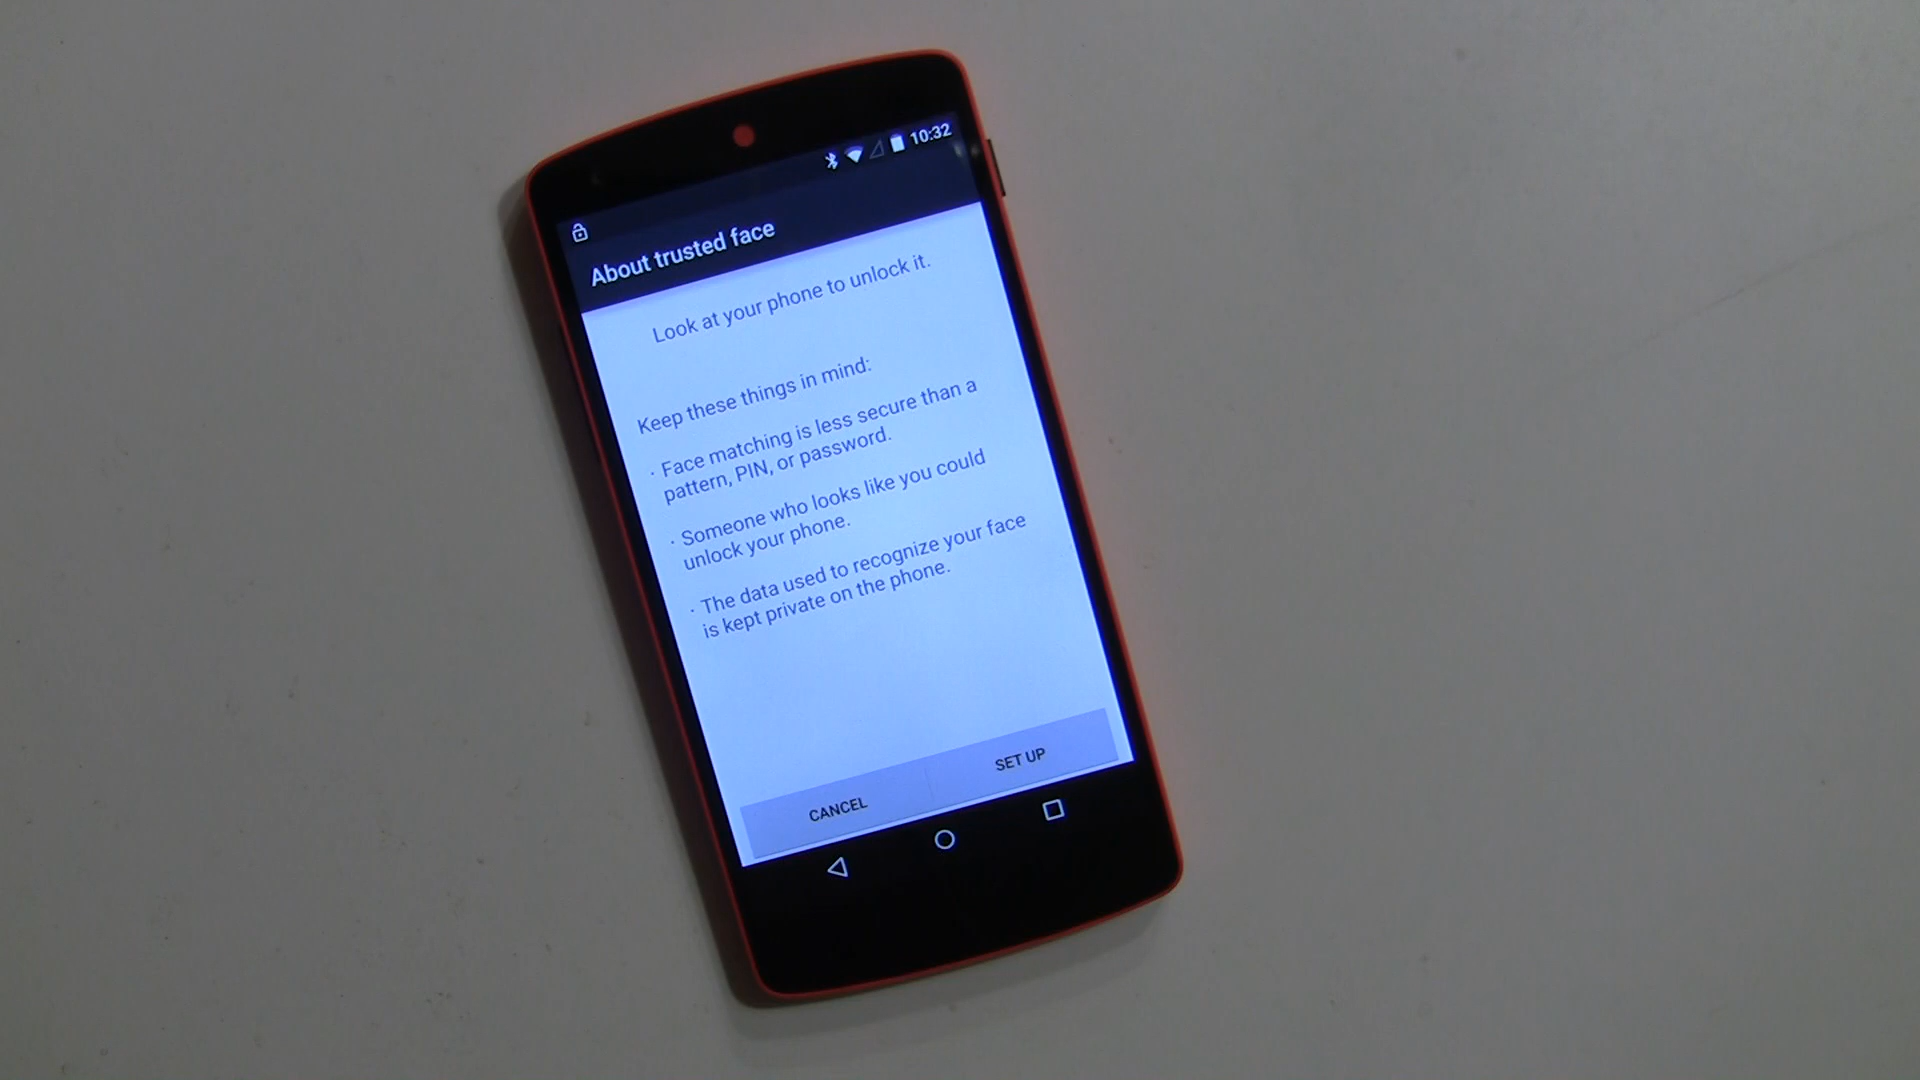 10:32
About trusted face
Look at your phone to unlock it.
Keep these things in mind:
· Face matching is less secure than a
pattern, PIN, or password.
· Someone who looks like you could
unlock your phone.
· The data used to recognize your face
is kept private on the phone.
CANCEL
SET UP